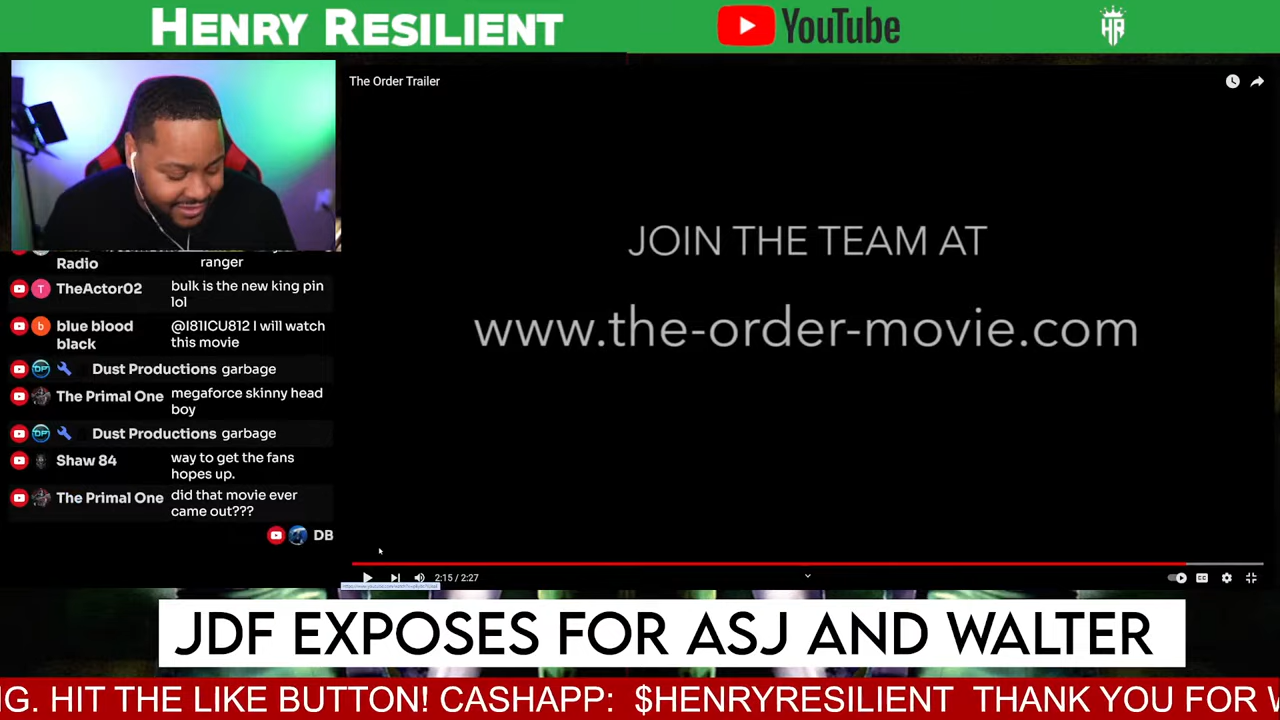 HENRY RESILIENT
YouTube
HR
The Order Trailer
JOIN THE TEAM AT
www.the-order-movie.com
Radio
ranger
TheActor02
bulk is the new king pin
lol
blue blood
black
@I81ICU812 I will watch
this movie
Dust Productions garbage
The Primal One
megaforce skinny head
boy
Dust Productions garbage
Shaw 84
way to get the fans
hopes up.
The Primal One
did that movie ever
came out???
DB
2:15 / 2:27
JDF EXPOSES FOR ASJ AND WALTER
NG. HIT THE LIKE BUTTON! CASHAPP: $HENRYRESILIENT THANK YOU FOR W